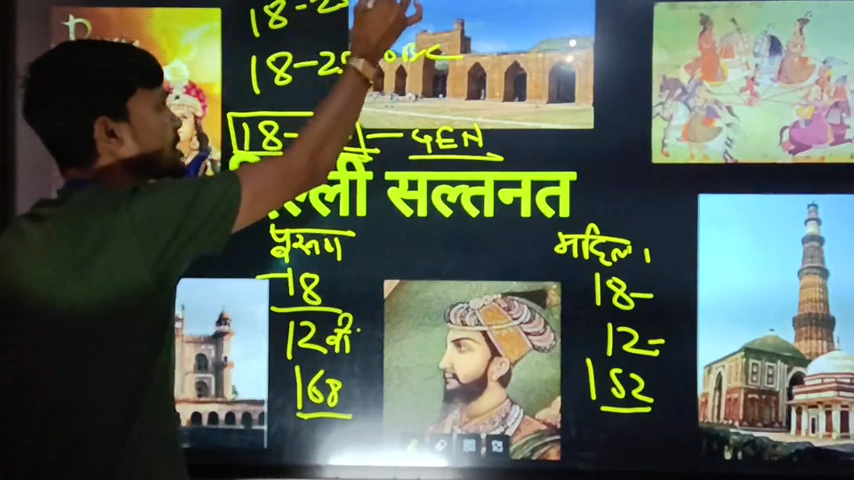 18-2
18-2 OBC
18- - GEN
ल्ली सल्तनत
पुरुष
महिला
18
18-
12वी
12-
168
152